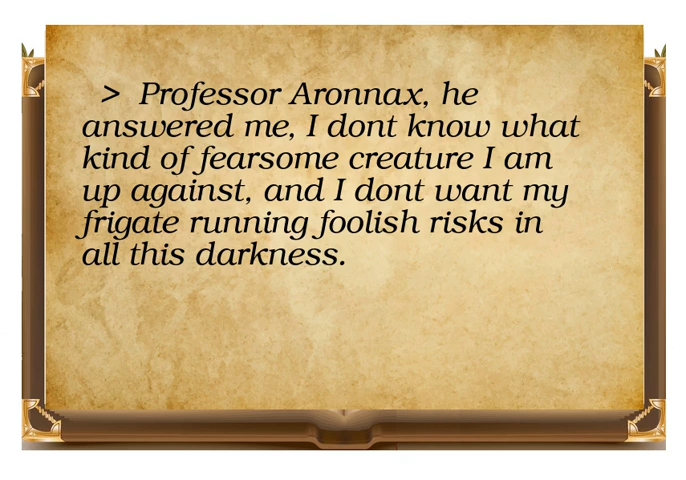 > Professor Aronnax, he
answered me, I dont know what
kind of fearsome creature I am
up against, and I dont want my
frigate running foolish risks in
all this darkness.